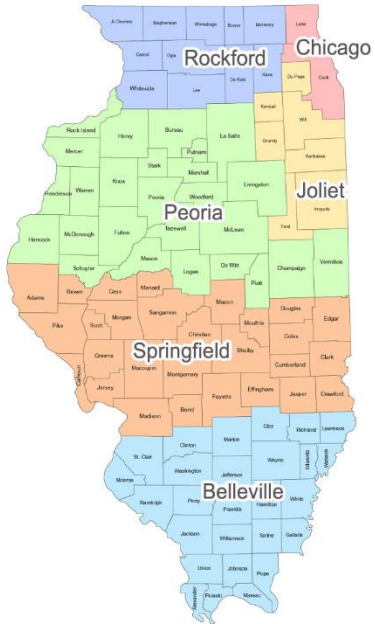 Jo Daviess Stephenson Winnebago Boone McHenry Lake
Chicago
Carroll Ogle
Rockford
De Kalb Kane Du Page Cook
Whiteside Lee
Kendall Will
Rock Island Henry Bureau La Salle Grundy
Mercer Putnam Kankakee
Stark Marshall
Henderson Warren Knox Peoria Woodford Livingston
Joliet
Iroquois
Peoria
Hancock McDonough Fulton Tazewell McLean Ford
Mason
Schuyler Logan De Witt Champaign Vermilion
Piatt
Adams Brown Cass Menard Macon Douglas Edgar
Pike Scott Morgan Sangamon Moultrie Coles
Christian
Greene Shelby Clark
Springfield
Calhoun Macoupin Montgomery Cumberland
Jersey Fayette Effingham Jasper Crawford
Madison Bond
Clay Richland Lawrence
Clinton Marion
St. Clair Wayne Edwards Wabash
Washington Jefferson
Monroe
Belleville
Randolph Perry Hamilton White
Jackson Williamson Saline Gallatin
Union Johnson Pope
Alexander Pulaski Massac